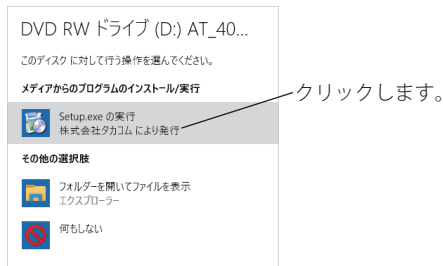 DVD RW ドライブ (D:) AT_40...
このディスク に対して行う操作を選んでください。
メディアからのプログラムのインストール/実行
Setup.exe の実行
株式会社タカコム により発行
クリックします。
その他の選択肢
フォルダーを開いてファイルを表示
エクスプローラー
何もしない